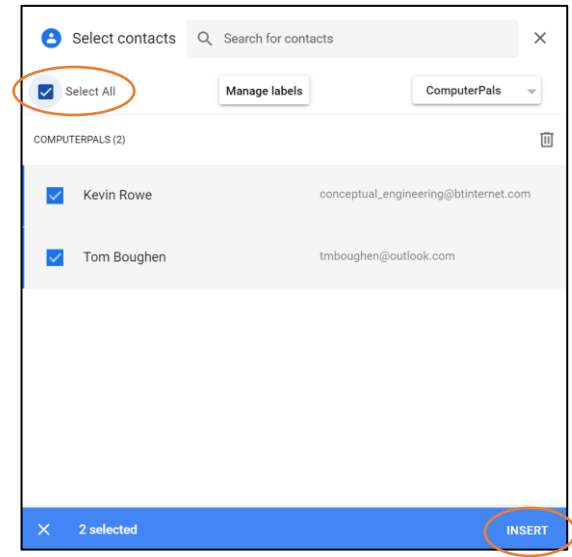 Select contacts Search for contacts
Select All Manage labels ComputerPals
COMPUTERPALS (2)
Kevin Rowe conceptual_engineering@btinternet.com
Tom Boughen tmboughen@outlook.com
2 selected INSERT